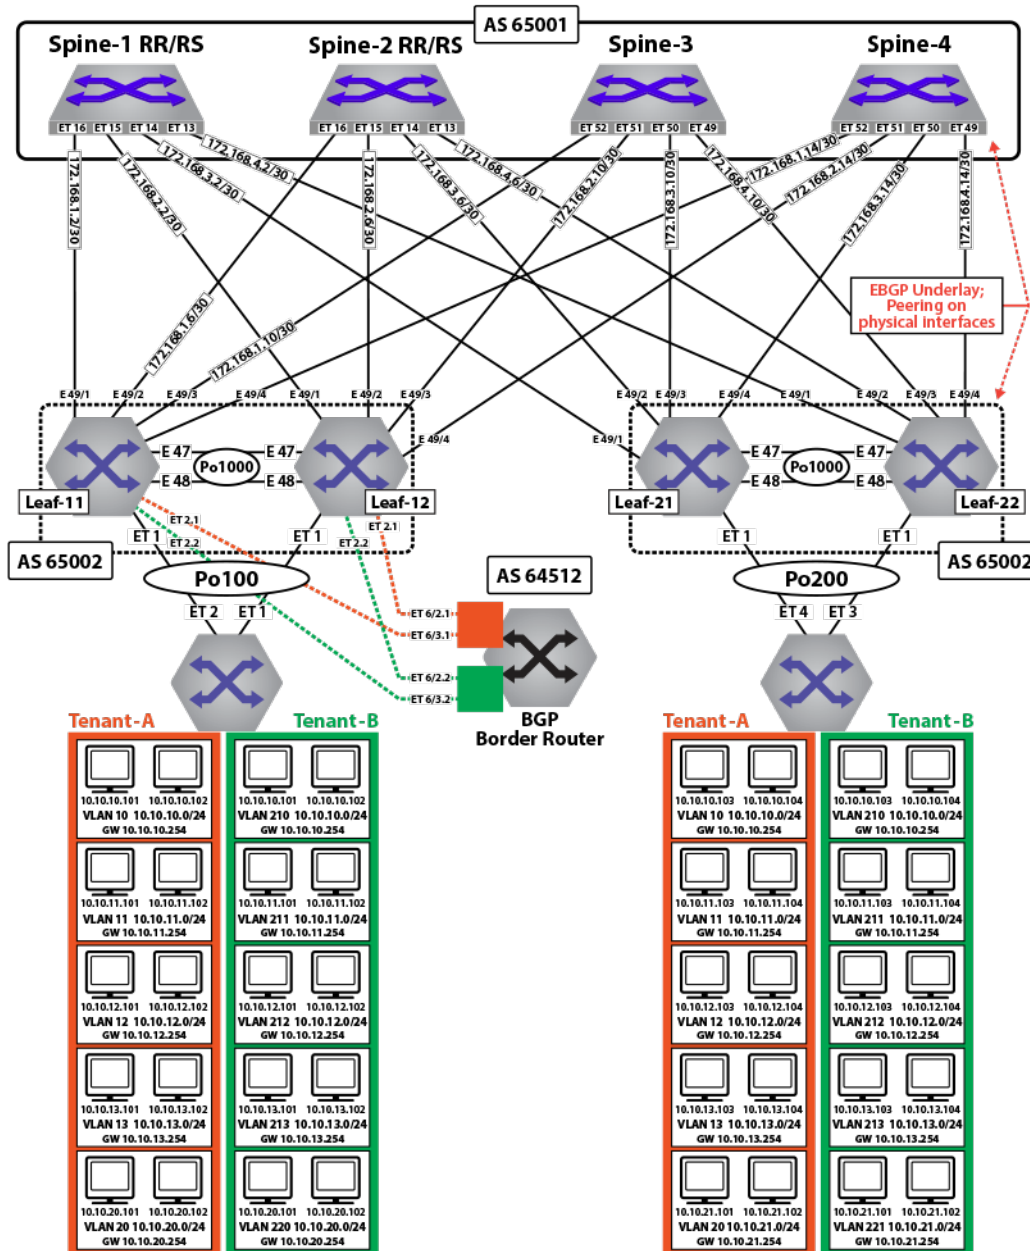 AS 65001
Spine-1 RR/RS
Spine-2 RR/RS
Spine-3
Spine-4
ET 16 ET 15 ET 14 ET 13
ET 16 ET 15 ET 14 ET 13
ET 52 ET 51 ET 50 ET 49
ET 52 ET 51 ET 50 ET 49
172.168.1.2/30
172.168.2.2/30
172.168.3.2/30
172.168.4.2/30
172.168.1.6/30
172.168.2.6/30
172.168.3.6/30
172.168.4.6/30
172.168.1.10/30
172.168.2.10/30
172.168.3.10/30
172.168.4.10/30
172.168.1.14/30
172.168.2.14/30
172.168.3.14/30
172.168.4.14/30
EBGP Underlay;
Peering on
physical interfaces
E 49/1 E 49/2 E 49/3 E 49/4 E 49/1 E 49/2 E 49/3
E 49/4
E 49/1
E 49/2 E 49/3 E 49/4 E 49/1 E 49/2 E 49/3 E 49/4
E 47 E 47
Po1000
E 48 E 48
Leaf-11
Leaf-12
E 47 E 47
Po1000
E 48 E 48
Leaf-21
Leaf-22
ET 2.1
ET 2.2
ET 2.1
ET 2.2
ET 1
ET 1
ET 1
ET 1
AS 65002
AS 65002
Po100
AS 64512
Po200
ET 2
ET 1
ET 4
ET 3
ET 6/2.1
ET 6/3.1
ET 6/2.2
ET 6/3.2
BGP
Border Router
Tenant-A
Tenant-B
10.10.10.101 10.10.10.102
VLAN 10 10.10.10.0/24
GW 10.10.10.254
10.10.11.101 10.10.11.102
VLAN 11 10.10.11.0/24
GW 10.10.11.254
10.10.12.101 10.10.12.102
VLAN 12 10.10.12.0/24
GW 10.10.12.254
10.10.13.101 10.10.13.102
VLAN 13 10.10.13.0/24
GW 10.10.13.254
10.10.20.101 10.10.20.102
VLAN 20 10.10.20.0/24
GW 10.10.20.254
10.10.10.101 10.10.10.102
VLAN 210 10.10.10.0/24
GW 10.10.10.254
10.10.11.101 10.10.11.102
VLAN 211 10.10.11.0/24
GW 10.10.11.254
10.10.12.101 10.10.12.102
VLAN 212 10.10.12.0/24
GW 10.10.12.254
10.10.13.101 10.10.13.102
VLAN 213 10.10.13.0/24
GW 10.10.13.254
10.10.20.101 10.10.20.102
VLAN 220 10.10.20.0/24
GW 10.10.20.254
Tenant-A
Tenant-B
10.10.10.103 10.10.10.104
VLAN 10 10.10.10.0/24
GW 10.10.10.254
10.10.11.103 10.10.11.104
VLAN 11 10.10.11.0/24
GW 10.10.11.254
10.10.12.103 10.10.12.104
VLAN 12 10.10.12.0/24
GW 10.10.12.254
10.10.13.103 10.10.13.104
VLAN 13 10.10.13.0/24
GW 10.10.13.254
10.10.21.101 10.10.21.102
VLAN 20 10.10.21.0/24
GW 10.10.21.254
10.10.10.103 10.10.10.104
VLAN 210 10.10.10.0/24
GW 10.10.10.254
10.10.11.103 10.10.11.104
VLAN 211 10.10.11.0/24
GW 10.10.11.254
10.10.12.103 10.10.12.104
VLAN 212 10.10.12.0/24
GW 10.10.12.254
10.10.13.103 10.10.13.104
VLAN 213 10.10.13.0/24
GW 10.10.13.254
10.10.21.101 10.10.21.102
VLAN 221 10.10.21.0/24
GW 10.10.21.254